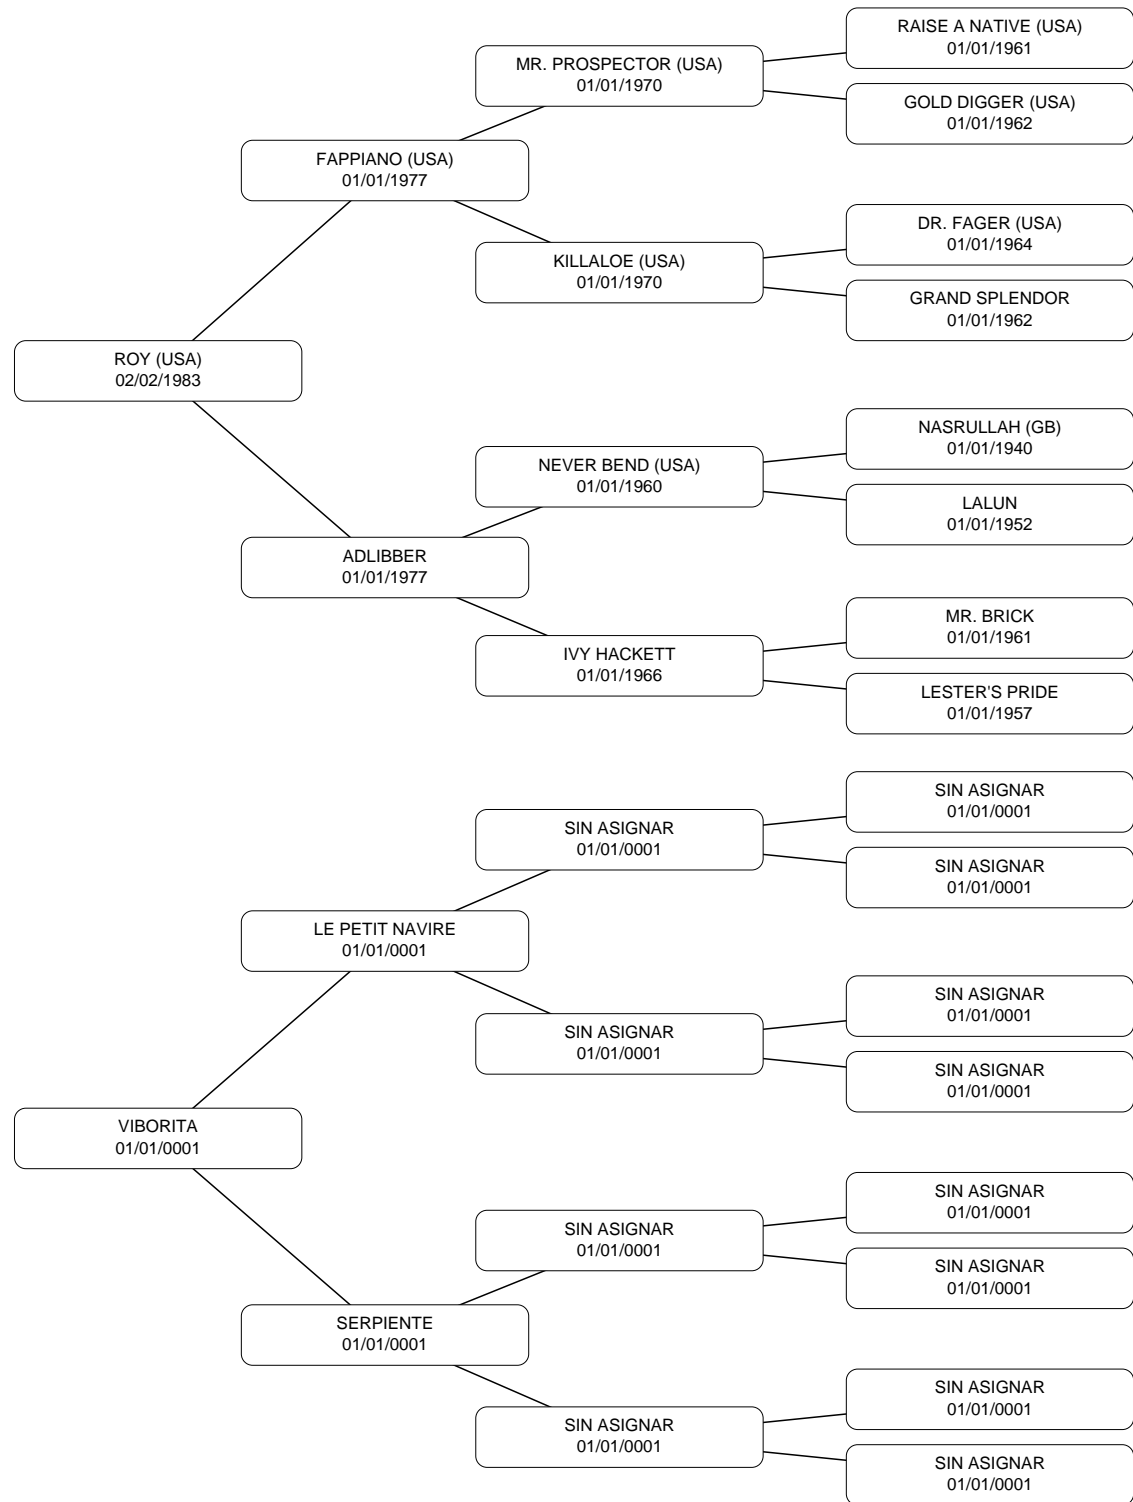 RAISE A NATIVE (USA)
01/01/1961
MR. PROSPECTOR (USA)
01/01/1970
GOLD DIGGER (USA)
01/01/1962
FAPPIANO (USA)
01/01/1977
DR. FAGER (USA)
01/01/1964
KILLALOE (USA)
01/01/1970
GRAND SPLENDOR
01/01/1962
ROY (USA)
02/02/1983
NASRULLAH (GB)
01/01/1940
NEVER BEND (USA)
01/01/1960
LALUN
01/01/1952
ADLIBBER
01/01/1977
MR. BRICK
01/01/1961
IVY HACKETT
01/01/1966
LESTER'S PRIDE
01/01/1957
SIN ASIGNAR
01/01/0001
SIN ASIGNAR
01/01/0001
SIN ASIGNAR
01/01/0001
LE PETIT NAVIRE
01/01/0001
SIN ASIGNAR
01/01/0001
SIN ASIGNAR
01/01/0001
SIN ASIGNAR
01/01/0001
VIBORITA
01/01/0001
SIN ASIGNAR
01/01/0001
SIN ASIGNAR
01/01/0001
SIN ASIGNAR
01/01/0001
SERPIENTE
01/01/0001
SIN ASIGNAR
01/01/0001
SIN ASIGNAR
01/01/0001
SIN ASIGNAR
01/01/0001